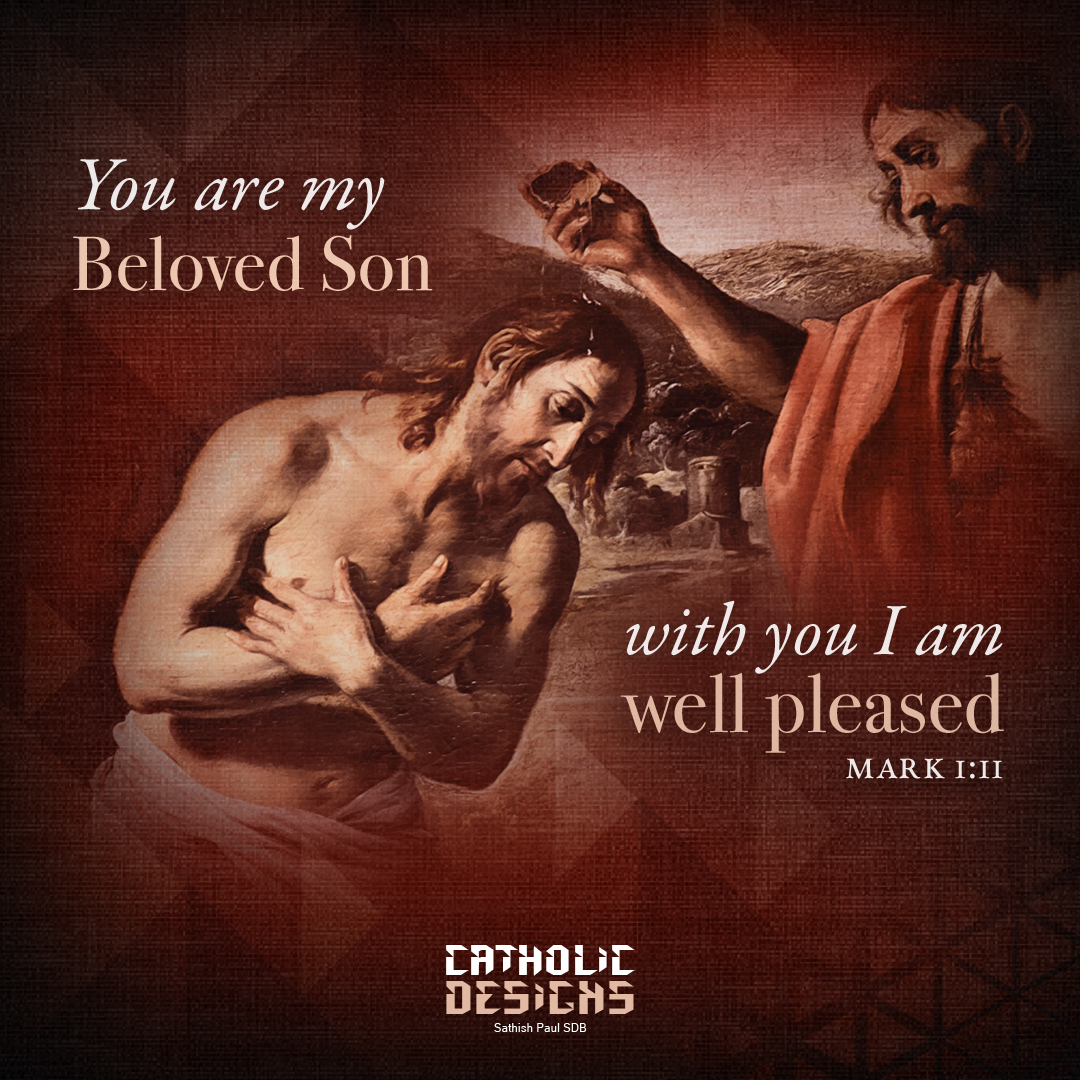 You are my
Beloved Son
with you I am
well pleased
MARK 1:11
CATHOLIC
DESIGNS
Sathish Paul SDB